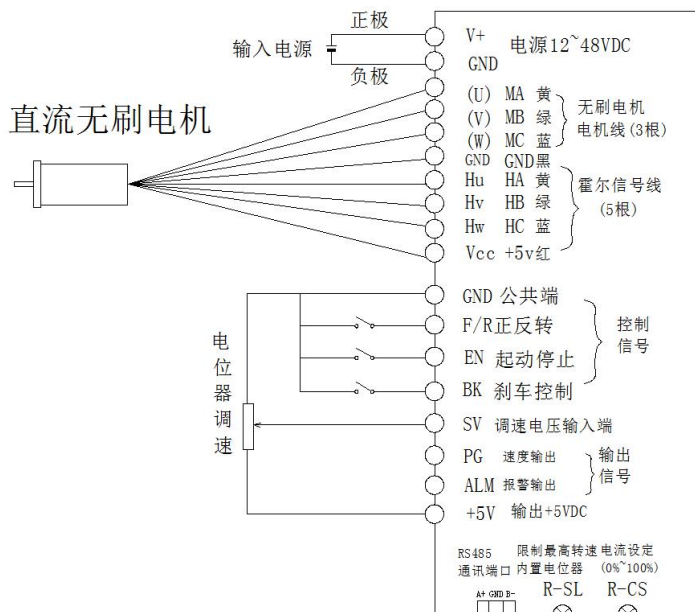 正极
输入电源
负极
V+ 电源12~48VDC
GND
直流无刷电机
(U) MA 黄
(V) MB 绿
(W) MC 蓝
无刷电机
电机线(3根)
GND GND黑
Hu HA 黄
Hv HB 绿
Hw HC 蓝
Vcc +5v红
霍尔信号线
(5根)
GND 公共端
F/R正反转
EN 起动停止
BK 刹车控制
控制
信号
电位器调速
SV 调速电压输入端
PG 速度输出
ALM 报警输出
输出
信号
+5V 输出+5VDC
RS485
通讯端口
A+ GND B-
限制最高转速
内置电位器
R-SL
电流设定
(0%~100%)
R-CS